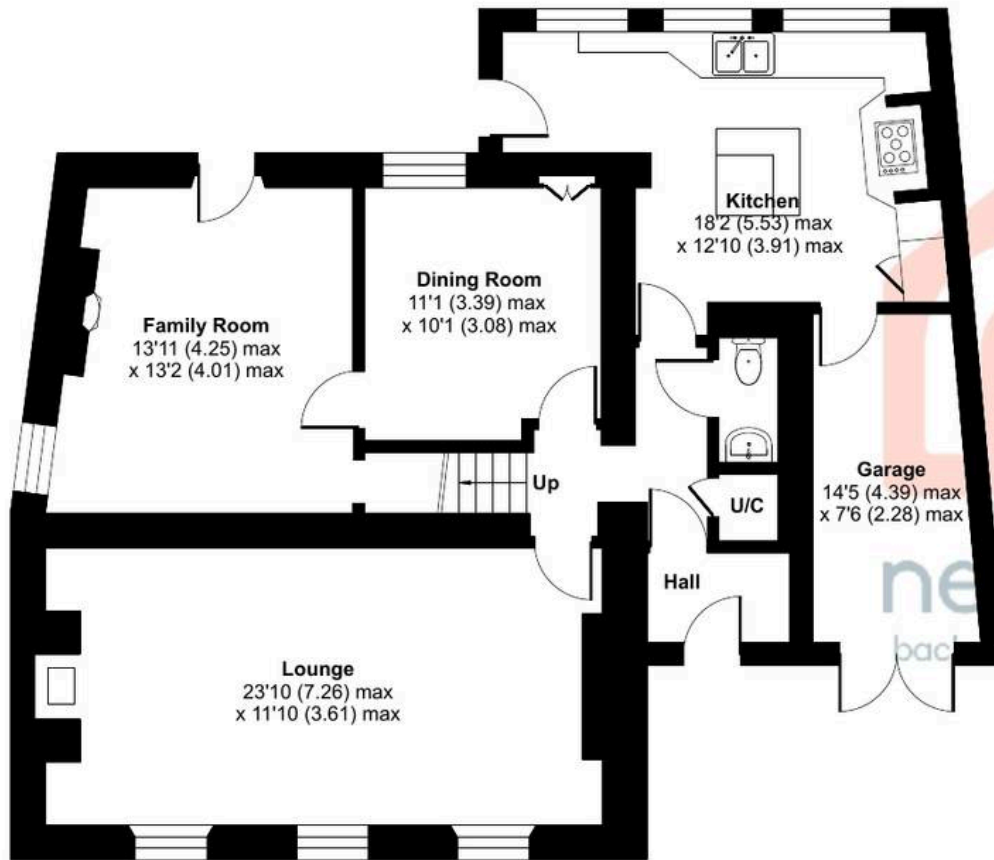 Kitchen
18'2 (5.53) max
x 12'10 (3.91) max
Dining Room
11'1 (3.39) max
x 10'1 (3.08) max
Family Room
13'11 (4.25) max
x 13'2 (4.01) max
Garage
14'5 (4.39) max
x 7'6 (2.28) max
Up
U/C
Hall
Lounge
23'10 (7.26) max
x 11'10 (3.61) max